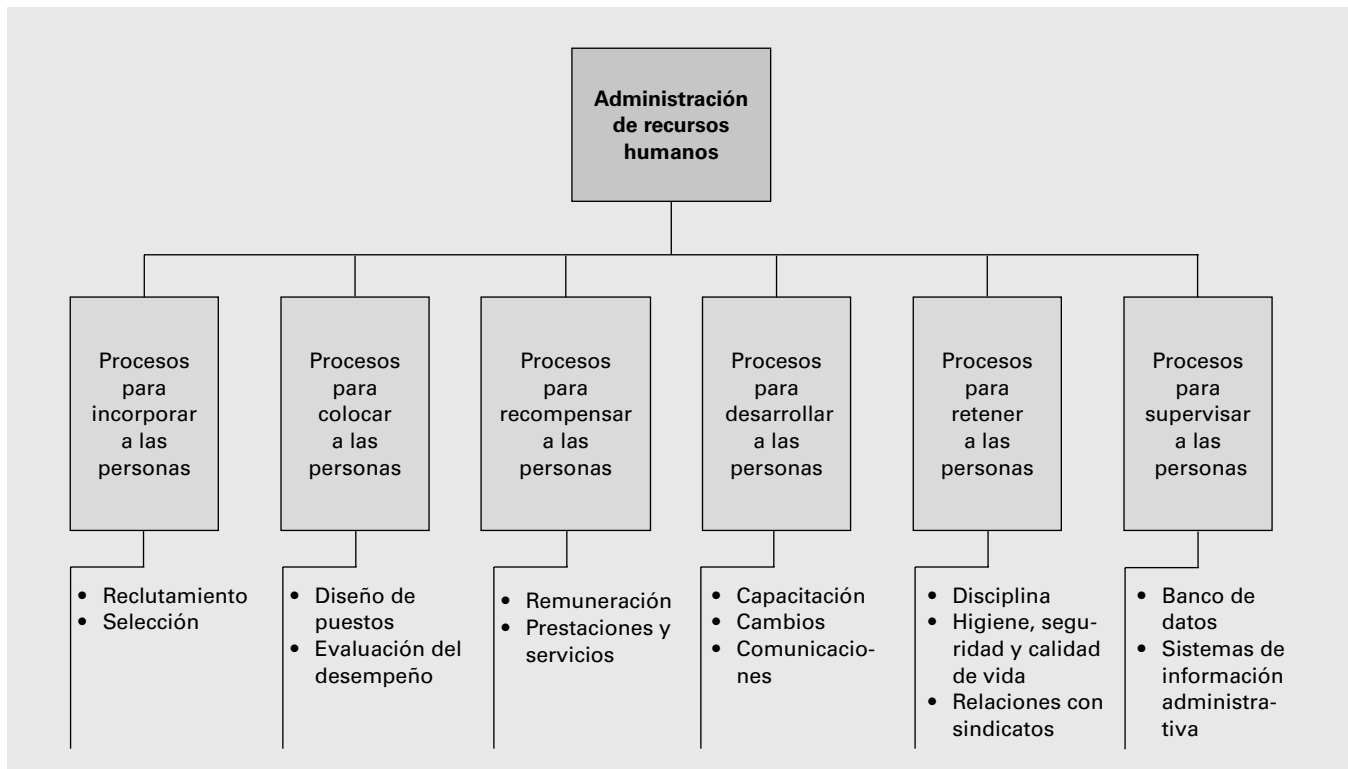 Administración
de recursos
humanos
Procesos
para
incorporar
a las
personas
Procesos
para
colocar
a las
personas
Procesos
para
recompensar
a las
personas
Procesos
para
desarrollar
a las
personas
Procesos
para
retener
a las
personas
Procesos
para
supervisar
a las
personas
• Reclutamiento
• Selección
• Diseño de
puestos
• Evaluación del
desempeño
• Remuneración
• Prestaciones y
servicios
• Capacitación
• Cambios
• Comunicacio-
nes
• Disciplina
• Higiene, segu-
ridad y calidad
de vida
• Relaciones con
sindicatos
• Banco de
datos
• Sistemas de
información
administra-
tiva